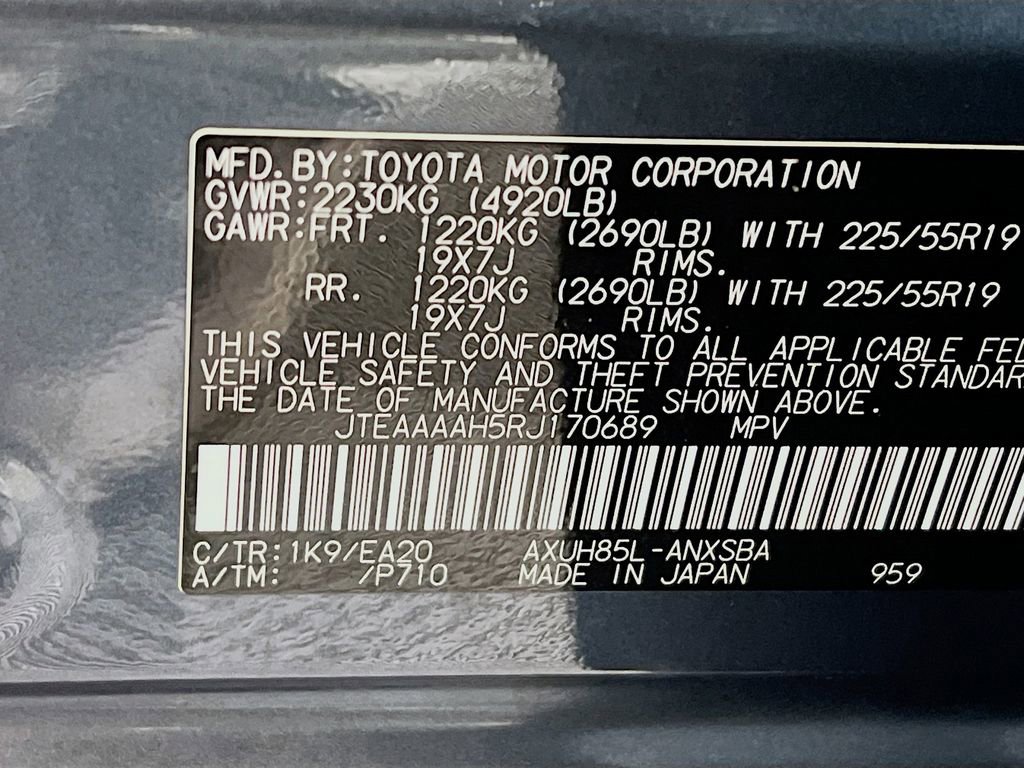 MFD. BY: TOYOTA MOTOR CORPORATION
GVWR: 2230KG (4920LB)
GAWR: FRT. 1220KG (2690LB) WITH 225/55R19
19X7J RIMS.
RR. 1220KG (2690LB) WITH 225/55R19
19X7J RIMS.
THIS VEHICLE CONFORMS TO ALL APPLICABLE FED
VEHICLE SAFETY AND THEFT PREVENTION STANDAR
THE DATE OF MANUFACTURE SHOWN ABOVE.
JTEAAAAH5RJ170689 MPV
C/TR: 1K9/EA20 AXUH85L-ANXSBA
A/TM: /P710 MADE IN JAPAN 959